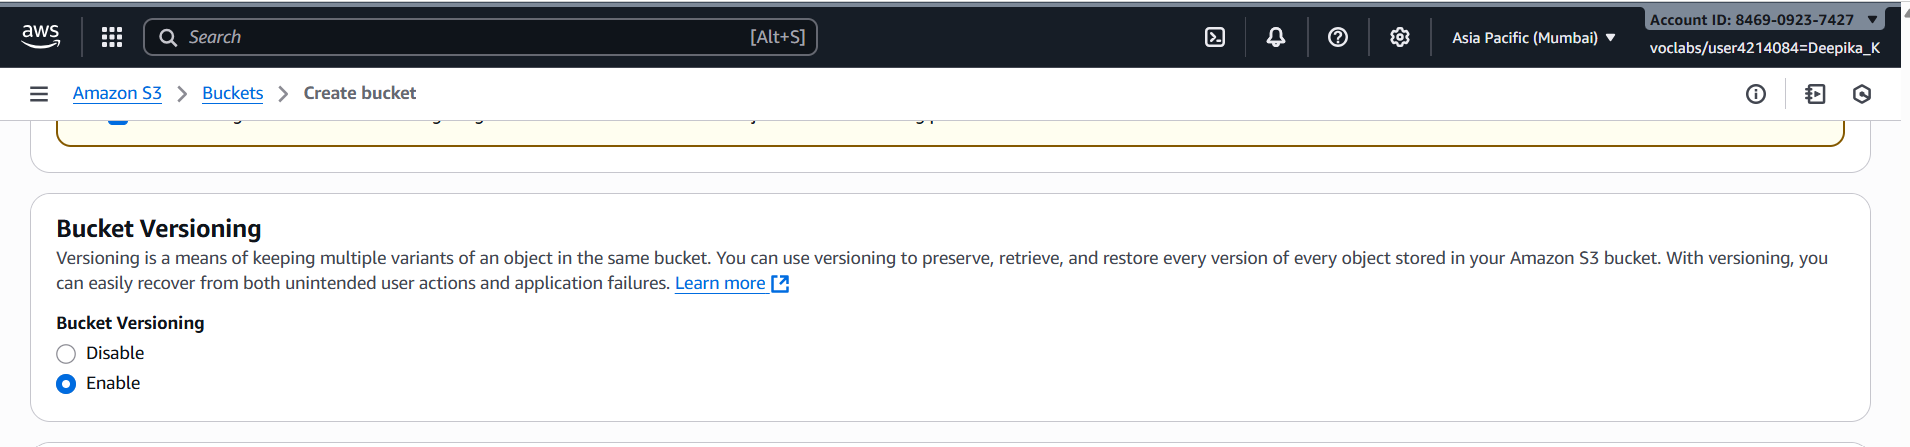 aws
Search [Alt+S]
Asia Pacific (Mumbai)
Account ID: 8469-0923-7427
voclabs/user4214084=Deepika_K
Amazon S3 > Buckets > Create bucket
Bucket Versioning
Versioning is a means of keeping multiple variants of an object in the same bucket. You can use versioning to preserve, retrieve, and restore every version of every object stored in your Amazon S3 bucket. With versioning, you
can easily recover from both unintended user actions and application failures. Learn more
Bucket Versioning
Disable
Enable